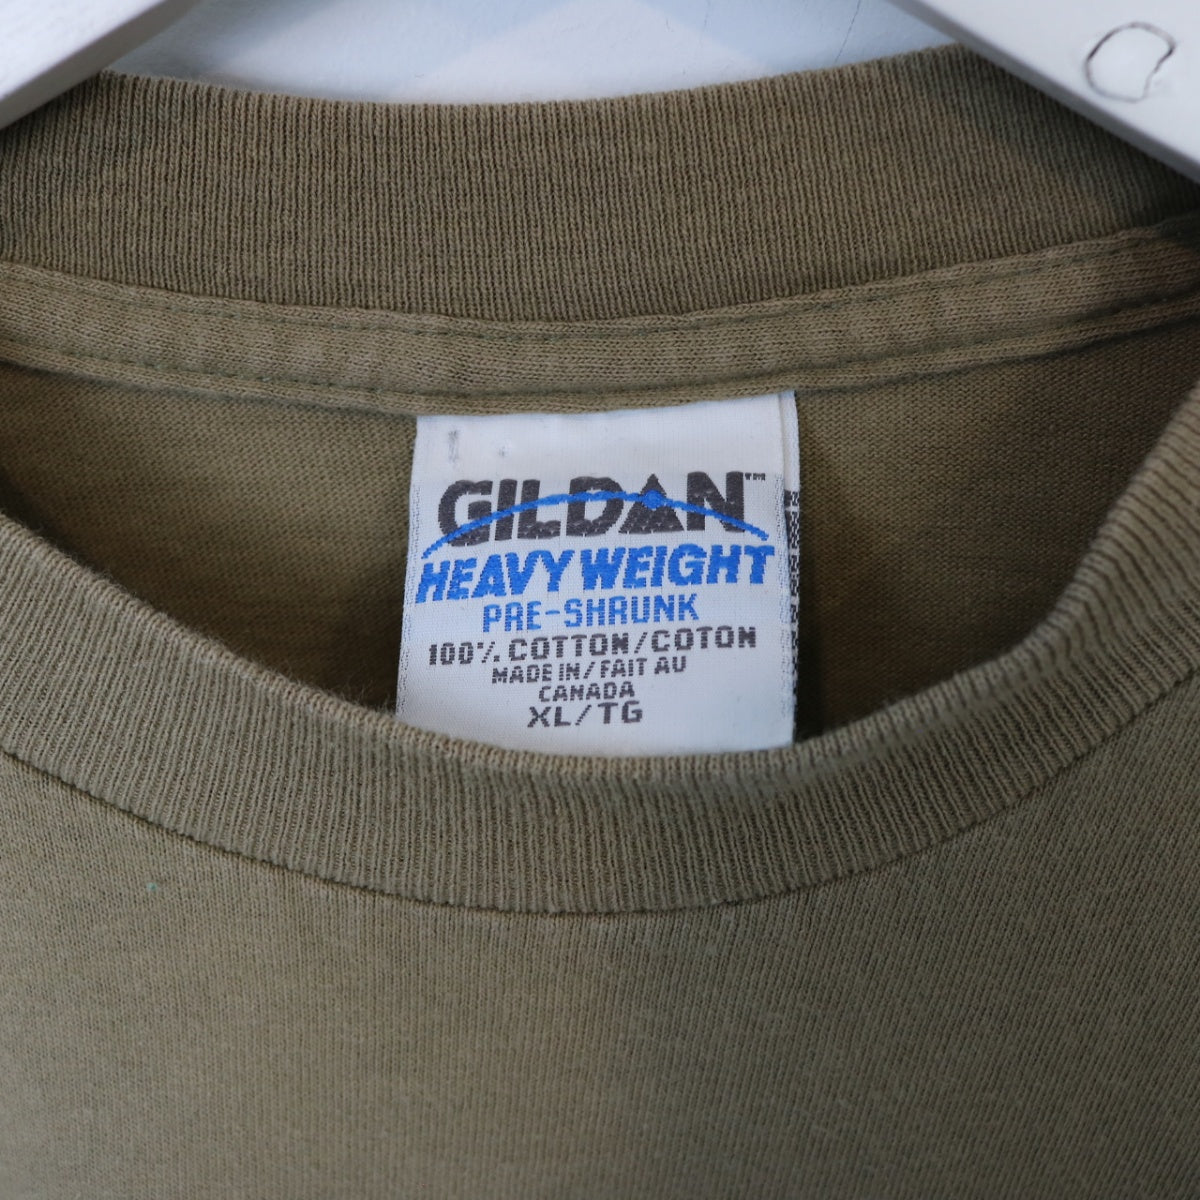 GILDAN™
HEAVY WEIGHT
PRE-SHRUNK
100% COTTON/COTON
MADE IN/FAIT AU
CANADA
XL/TG